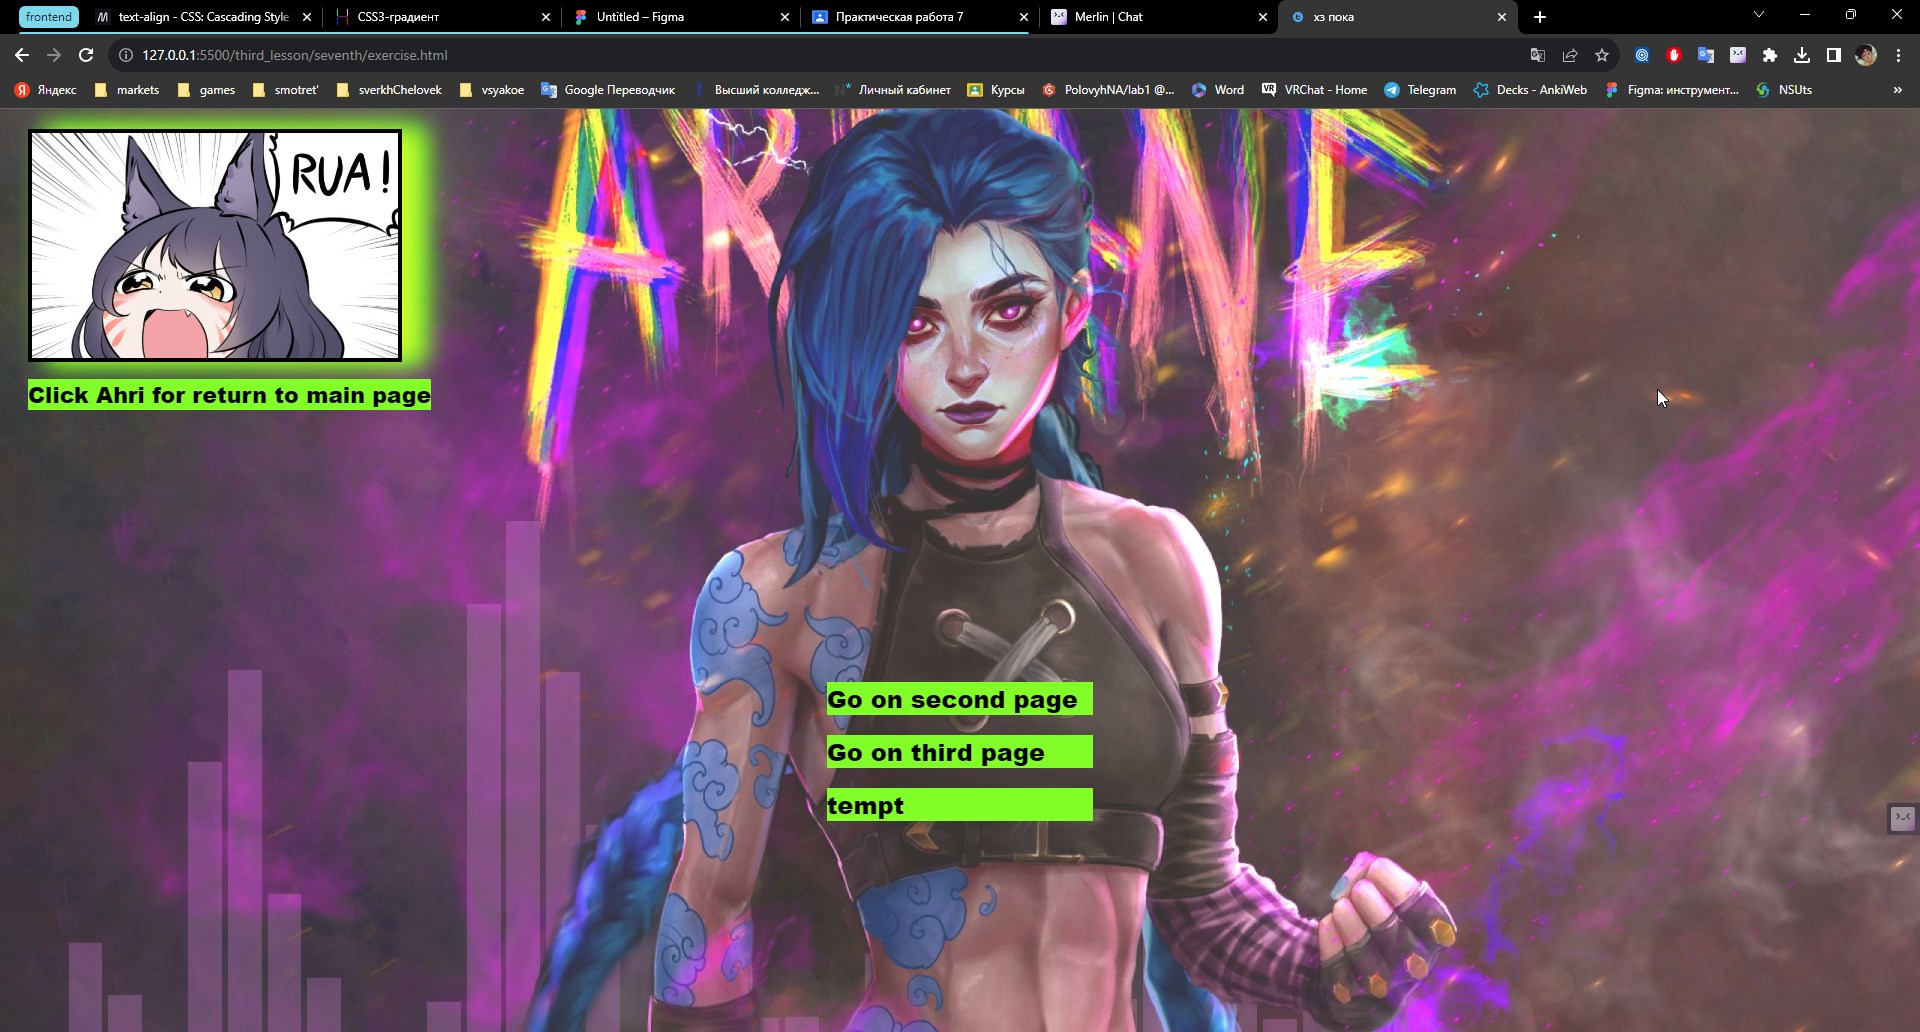 frontend
text-align - CSS: Cascading Style
CSS3-градиент
Untitled – Figma
Практическая работа 7
Merlin | Chat
хз пока
127.0.0.1:5500/third_lesson/seventh/exercise.html
Яндекс
markets
games
smotret'
sverkhChelovek
vsyakoe
Google Переводчик
Высший колледж...
Личный кабинет
Курсы
PolovyhNA/lab1 @...
Word
VRChat - Home
Telegram
Decks - AnkiWeb
Figma: инструмент...
NSUts
»
ARCANE
RUA!
Click Ahri for return to main page
Go on second page
Go on third page
tempt